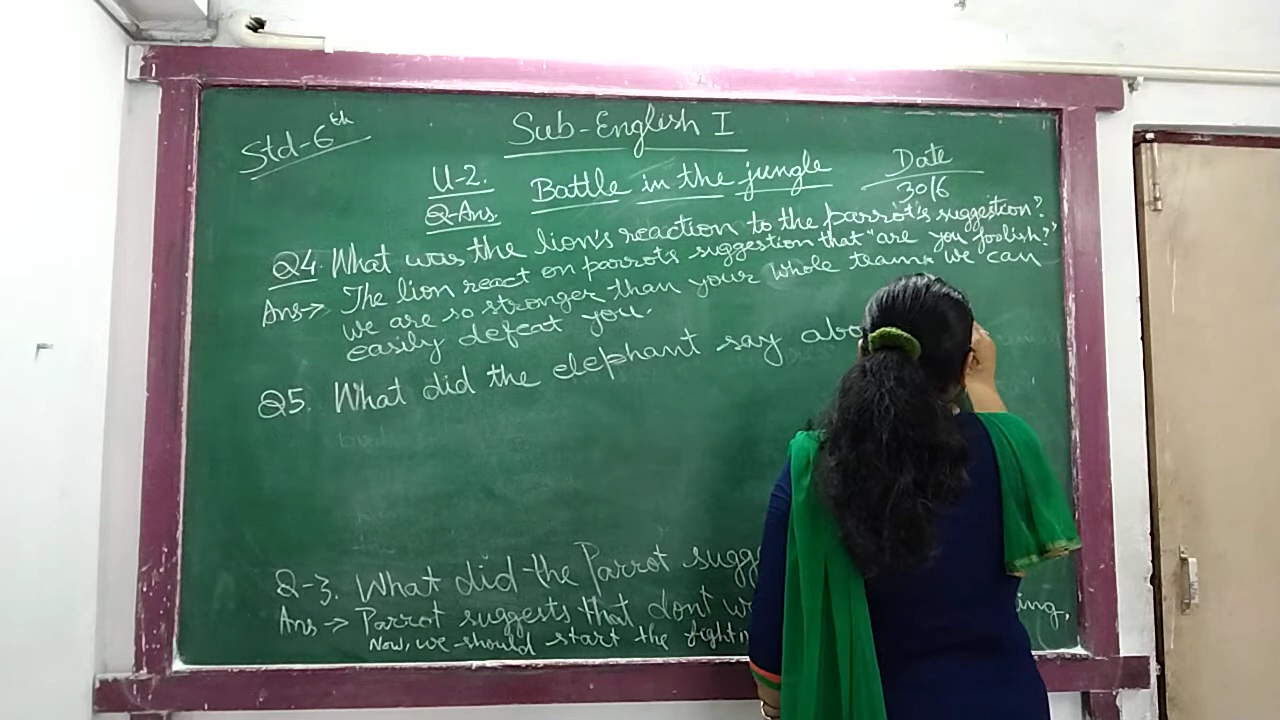 Std-6th
Sub-English I
Date
30/6
U-2. Battle in the jungle
Q-Ans.
Q4. What was the lion's reaction to the parrot's suggestion?
Ans→ The lion react on parrot's suggestion that "are you foolish?"
we are so stronger than your whole team. we can
easily defeat you.
Q5. What did the elephant say abo
Q-3. What did the Parrot sugg
Ans → Parrot suggests that dont w
Now, we should start the fight